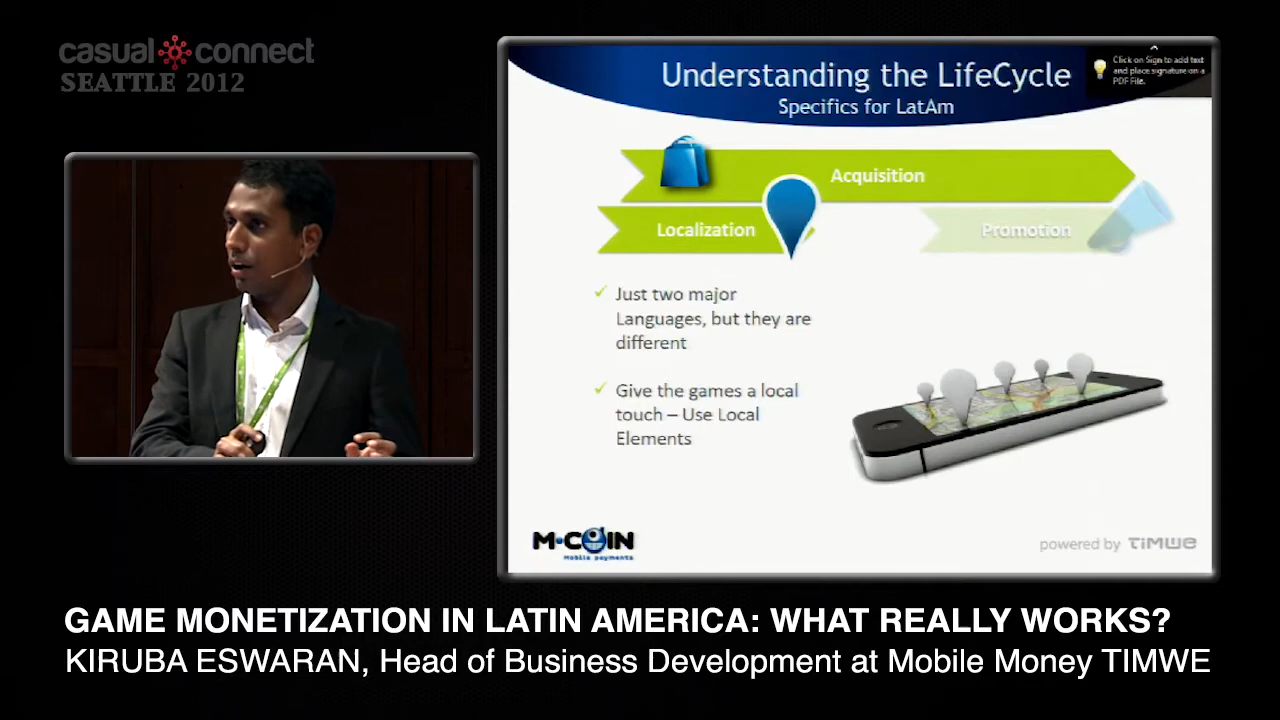 casual connect
SEATTLE 2012
Understanding the LifeCycle
Specifics for LatAm
Click on Sign to add text
and place signature on a
PDF File.
Acquisition
Localization
Promotion
✓ Just two major
Languages, but they are
different
✓ Give the games a local
touch – Use Local
Elements
M•COIN
Mobile payments
powered by TIMWE
GAME MONETIZATION IN LATIN AMERICA: WHAT REALLY WORKS?
KIRUBA ESWARAN, Head of Business Development at Mobile Money TIMWE